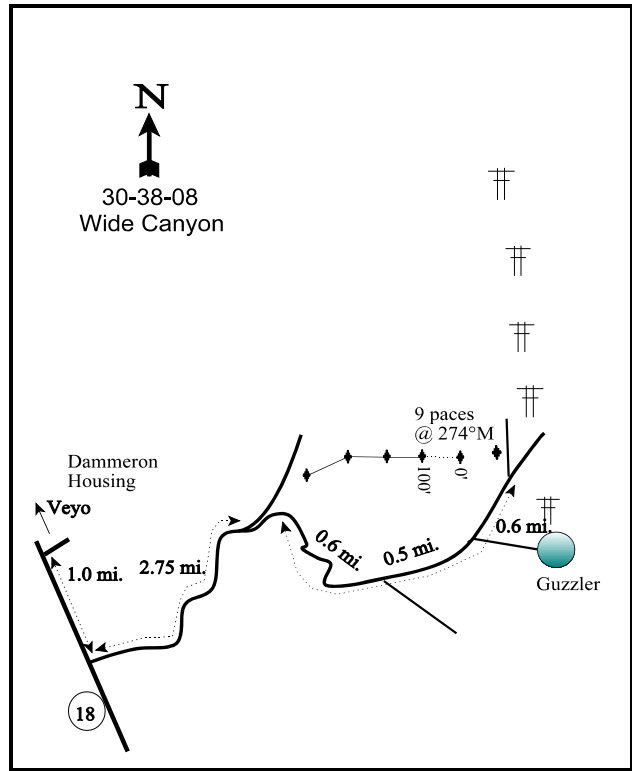 N
30-38-08
Wide Canyon
9 paces
@ 274°M
100'
0'
Dammeron
Housing
Veyo
1.0 mi.
2.75 mi.
0.6 mi.
0.5 mi.
0.6 mi.
Guzzler
18